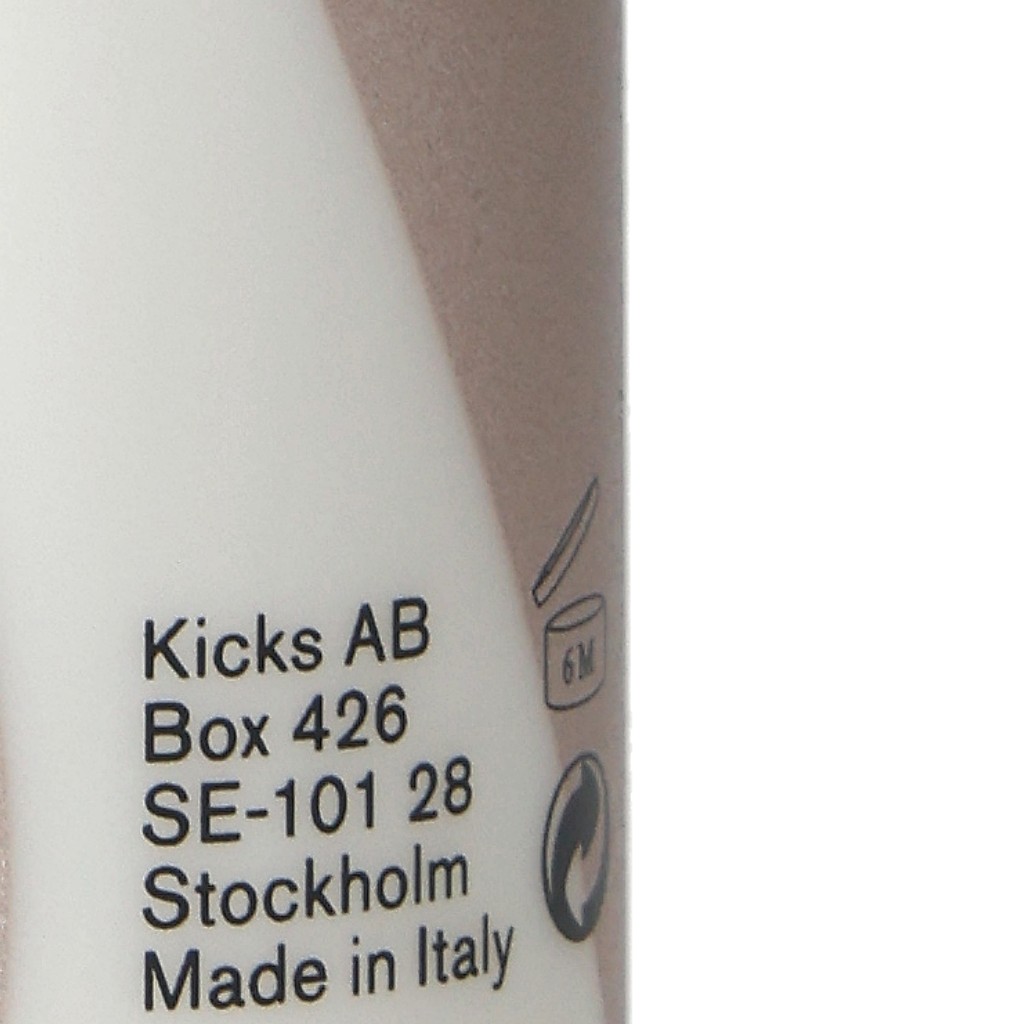 Kicks AB
Box 426
SE-101 28
Stockholm
Made in Italy
6M